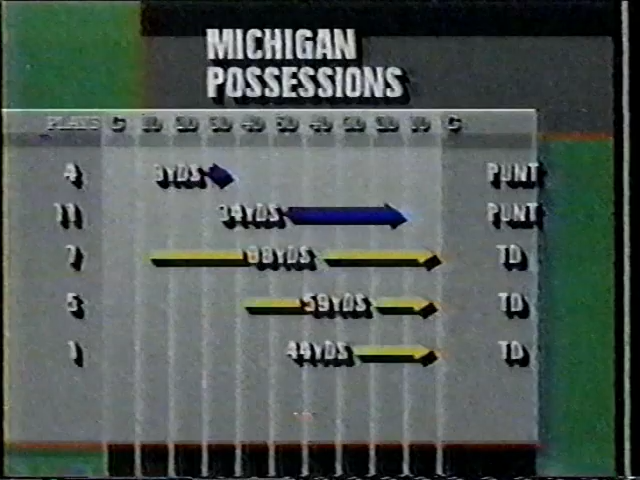 MICHIGAN
POSSESSIONS
PLAYS G 10 20 30 40 50 40 30 20 10 G
4 9YDS PUNT
11 34YDS PUNT
7 88YDS TD
5 59YDS TD
1 44YDS TD